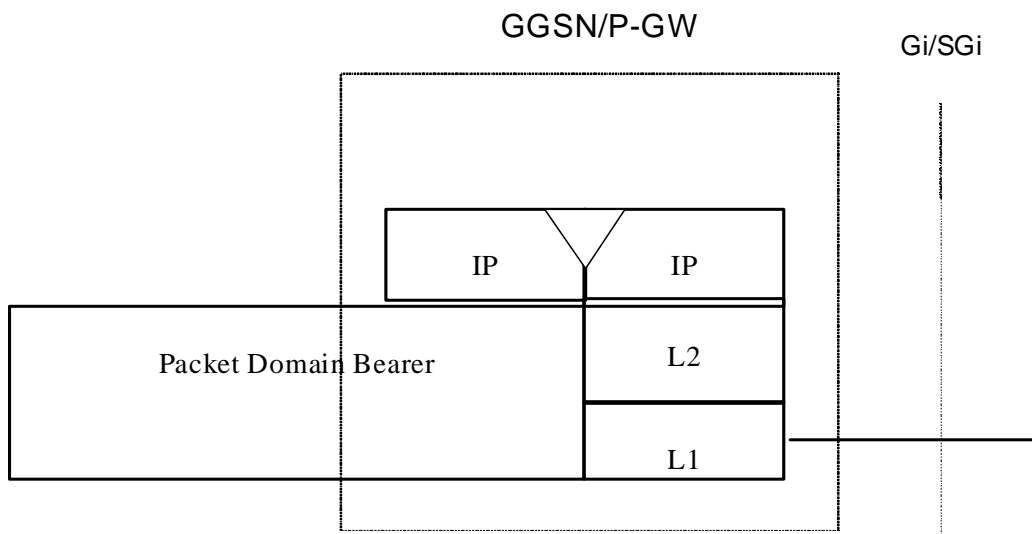 GGSN/P-GW
Gi/SGi
IP
IP
Packet Domain Bearer
L2
L1